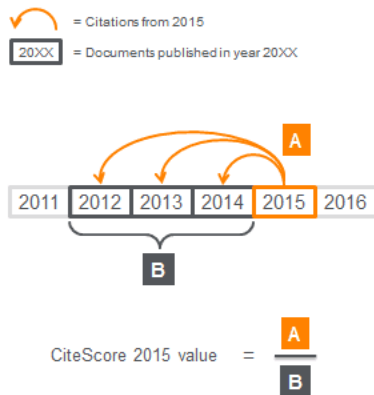 = Citations from 2015
20XX = Documents published in year 20XX
A
2011 2012 2013 2014 2015 2016
B
CiteScore 2015 value = A
B